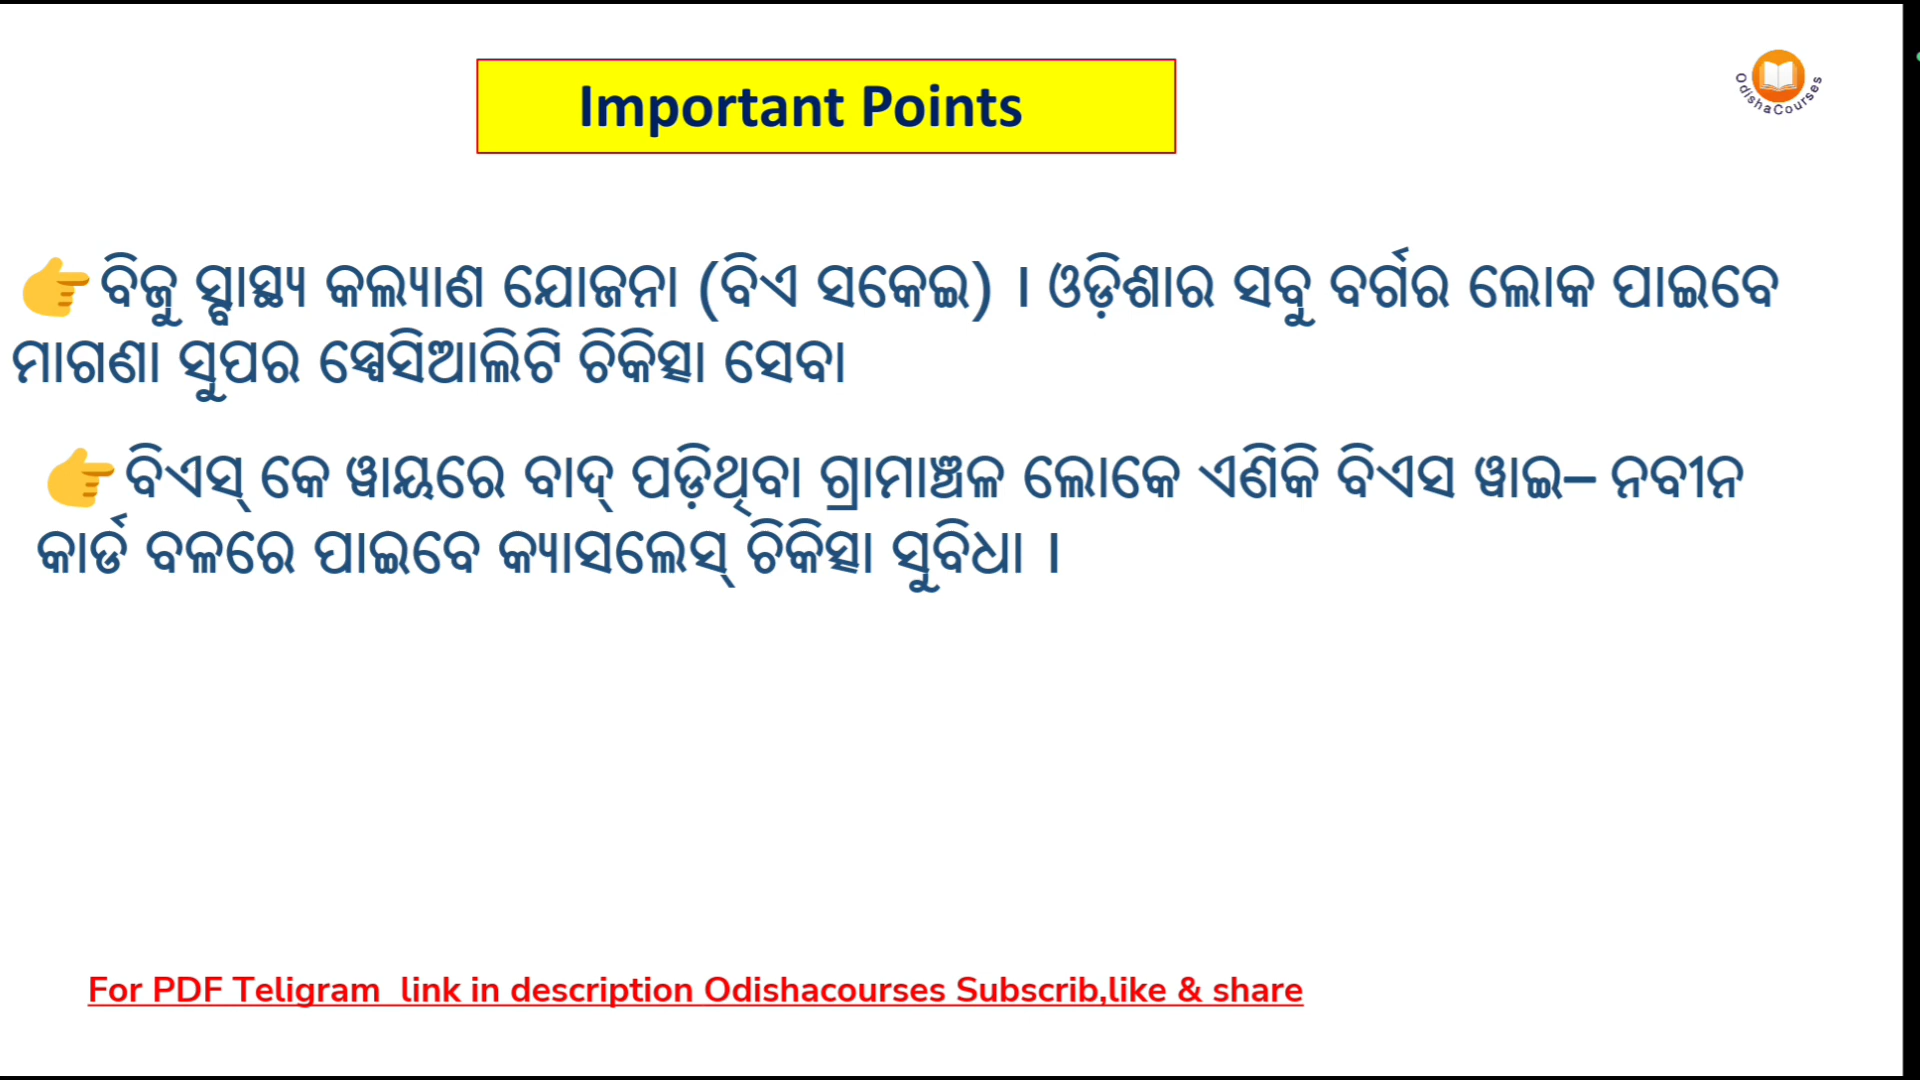 Important Points
OdishaCourses
👉ବିଜୁ ସ୍ବାସ୍ଥ୍ୟ କଲ୍ୟାଣ ଯୋଜନା (ବିଏ ସକେଇ) । ଓଡ଼ିଶାର ସବୁ ବର୍ଗର ଲୋକ ପାଇବେ
ମାଗଣା ସୁପର ସ୍ପେସିଆଲିଟି ଚିକିତ୍ସା ସେବା
👉ବିଏସ୍ କେ ୱାୟରେ ବାଦ୍ ପଡ଼ିଥିବା ଗ୍ରାମାଞ୍ଚଳ ଲୋକେ ଏଣିକି ବିଏସ ୱାଇ– ନବୀନ
କାର୍ଡ ବଳରେ ପାଇବେ କ୍ୟାସଲେସ୍ ଚିକିତ୍ସା ସୁବିଧା ।
For PDF Teligram  link in description Odishacourses Subscrib,like & share